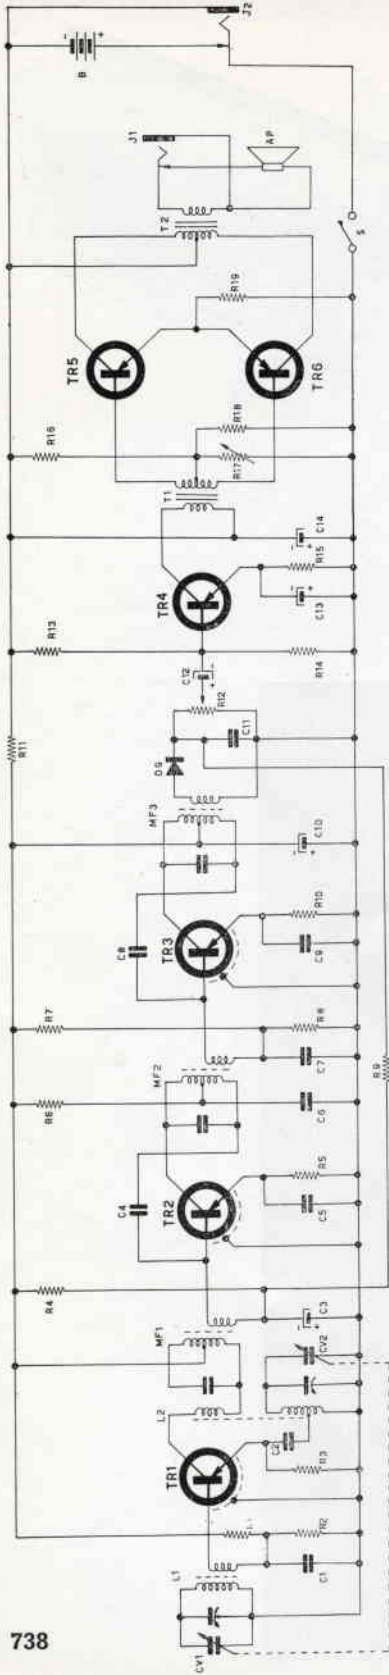 738
CV1
L1
C1
R2
TR1
R3
C2
L2
MF1
CV2
C3
R4
TR2
C4
C5
R5
MF2
R6
C6
R7
C7
R8
TR3
C8
C9
R10
MF3
C10
R9
DG
C11
R12
R11
C12
R13
R14
TR4
C13
R15
C14
T1
R16
R17
R18
TR5
TR6
R19
T2
J1
AP
S
B
-
+
J2